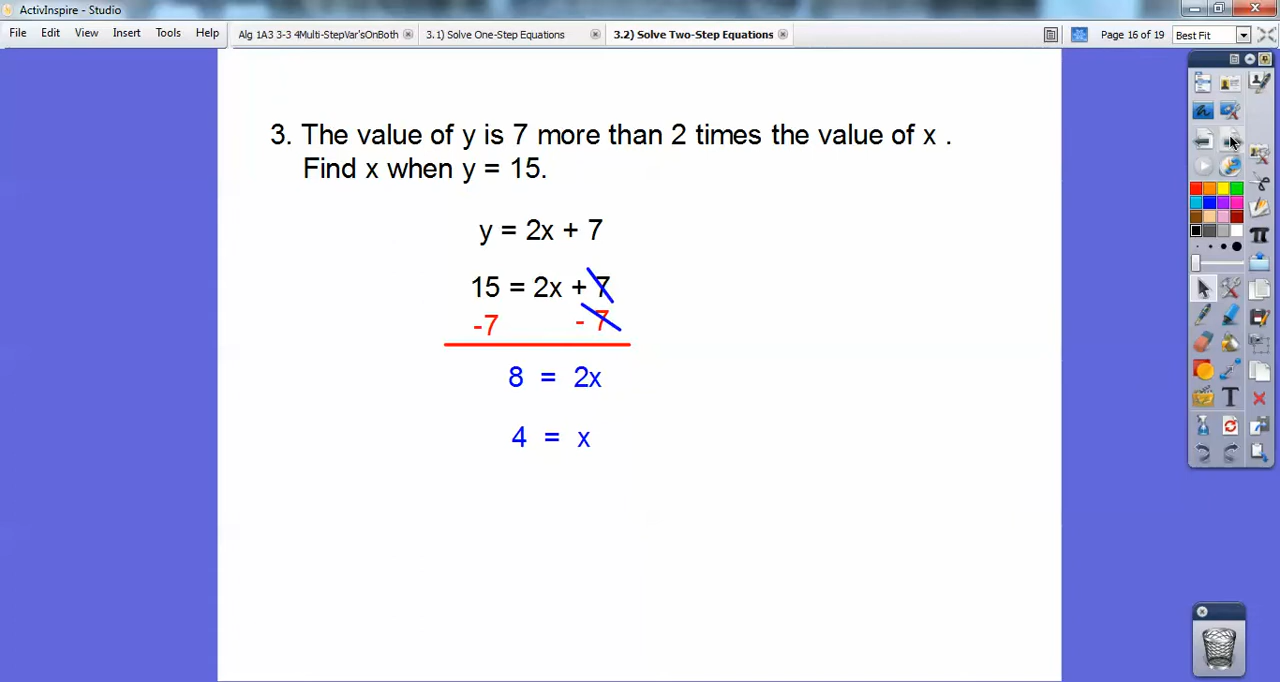 ActivInspire - Studio
File Edit View Insert Tools Help
Alg 1A3 3-3 4Multi-StepVar'sOnBoth
3.1) Solve One-Step Equations
3.2) Solve Two-Step Equations
Page 16 of 19
Best Fit
3. The value of y is 7 more than 2 times the value of x .
Find x when y = 15.
y = 2x + 7
15 = 2x + 7
-7 - 7
8 = 2x
4 = x